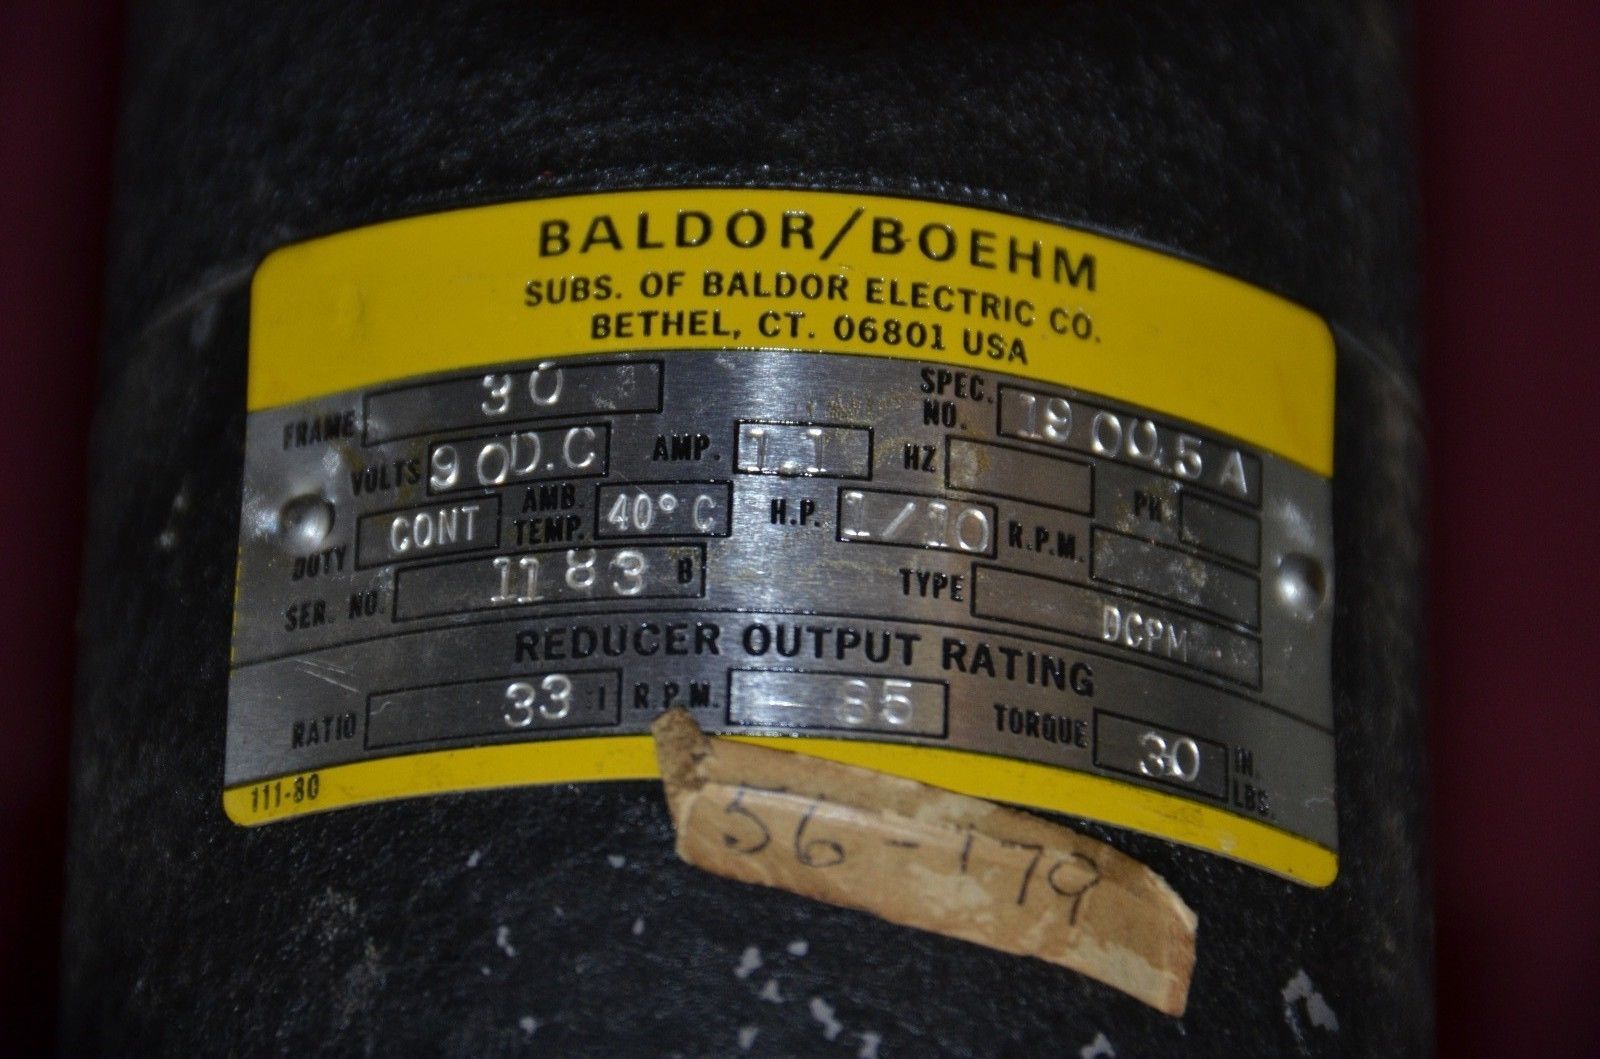 BALDOR/BOEHM
SUBS. OF BALDOR ELECTRIC CO.
BETHEL, CT. 06801 USA
FRAME 30 SPEC. NO. 19 00.5 A
VOLTS 90D.C AMP. 1.1 HZ PH
DUTY CONT AMB. TEMP. 40°C H.P. 1/10 R.P.M.
SER. NO. 1183 B TYPE DCPM
REDUCER OUTPUT RATING
RATIO 33 :1 R.P.M. 85 TORQUE 30 IN. LBS.
111-80
56-179